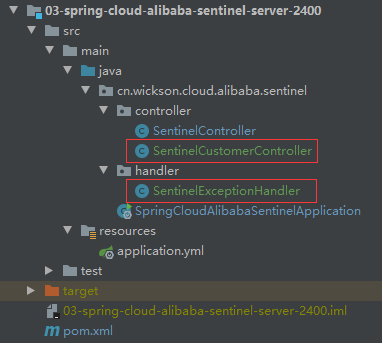 03-spring-cloud-alibaba-sentinel-server-2400
src
main
java
cn.wickson.cloud.alibaba.sentinel
controller
SentinelController
SentinelCustomerController
handler
SentinelExceptionHandler
SpringCloudAlibabaSentinelApplication
resources
application.yml
test
target
03-spring-cloud-alibaba-sentinel-server-2400.iml
pom.xml